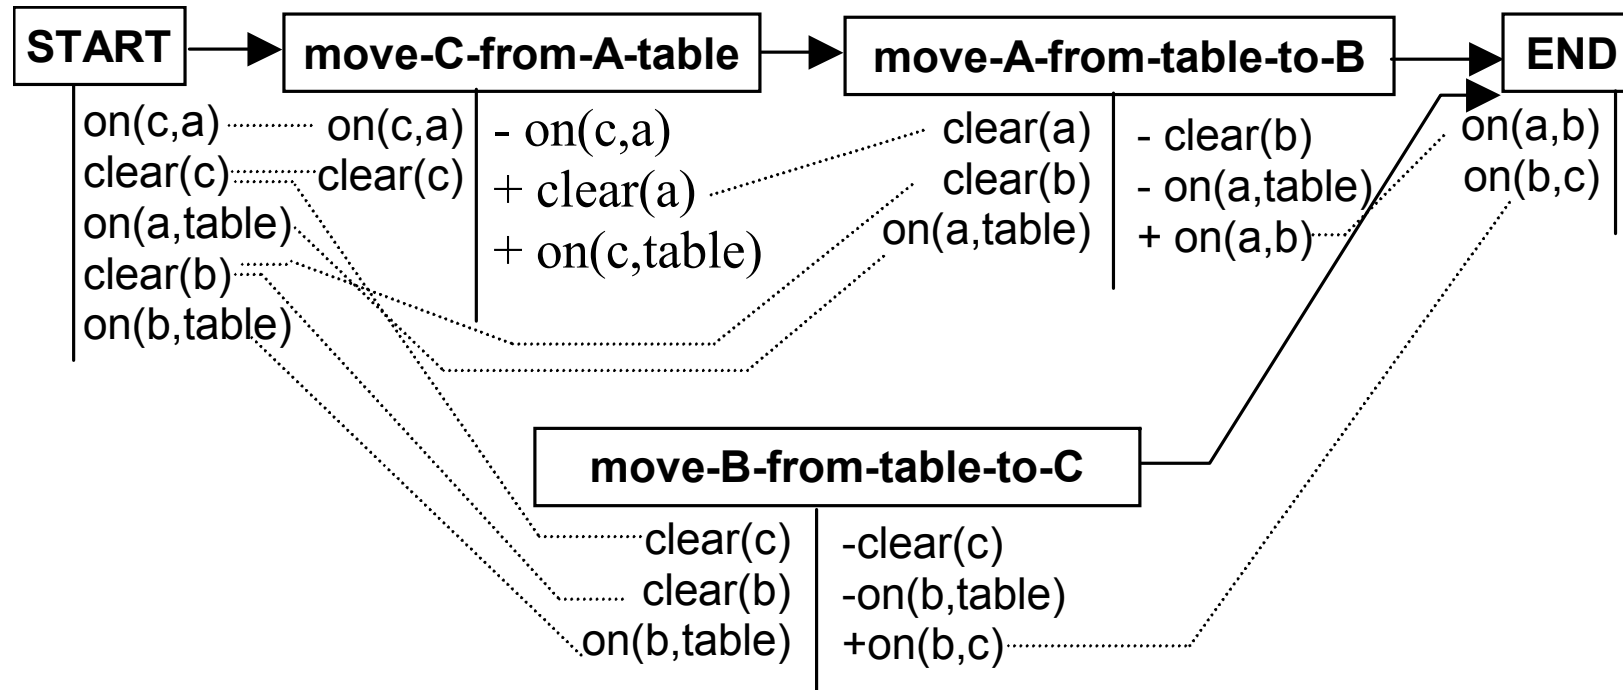 START
move-C-from-A-table
move-A-from-table-to-B
END
on(c,a)
clear(c)
on(a,table)
clear(b)
on(b,table)
on(c,a)
clear(c)
- on(c,a)
+ clear(a)
+ on(c,table)
clear(a)
clear(b)
on(a,table)
- clear(b)
- on(a,table)
+ on(a,b)
on(a,b)
on(b,c)
move-B-from-table-to-C
clear(c)
clear(b)
on(b,table)
-clear(c)
-on(b,table)
+on(b,c)